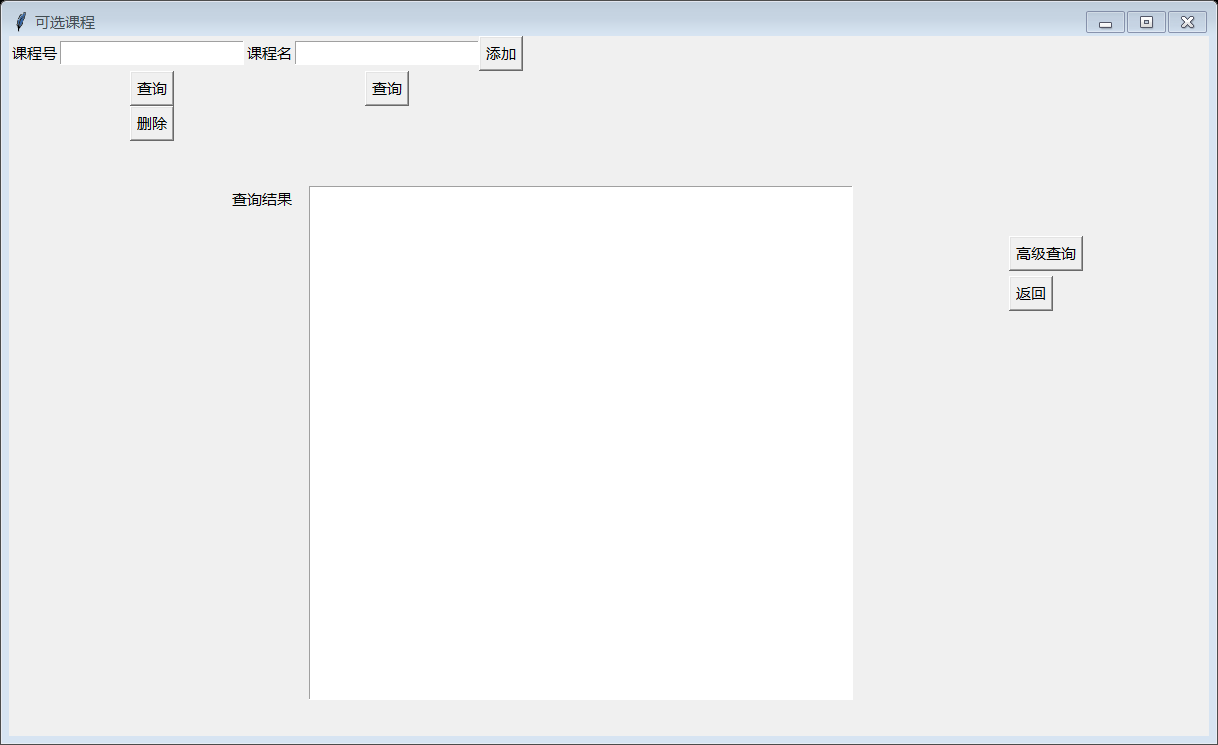 可选课程
课程号 课程名 添加
查询 查询
删除
查询结果
高级查询
返回